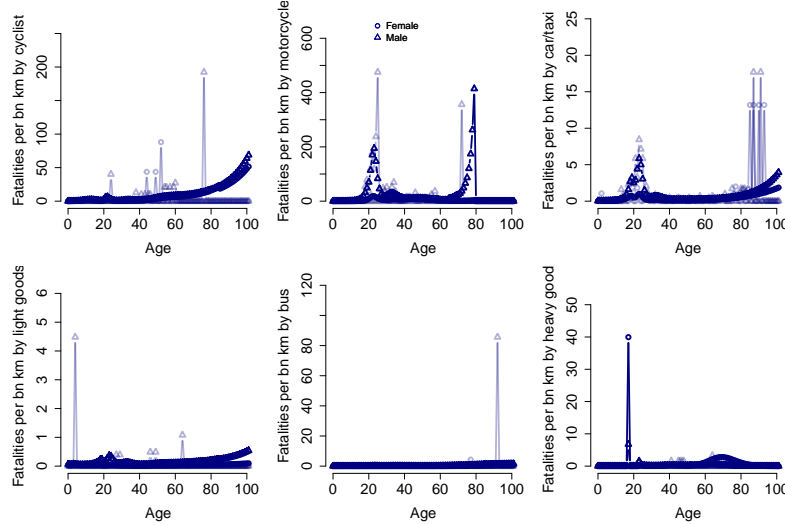 Fatalities per bn km by cyclist
0 50 100 250
0 20 40 60 80 100
Age
Fatalities per bn km by motorcycle
0 200 400 600
0 20 40 60 80 100
Age
Female
Male
Fatalities per bn km by car/taxi
0 5 10 15 20 25
0 20 40 60 80 100
Age
Fatalities per bn km by light goods
0 1 2 3 4 5 6
0 20 40 60 80 100
Age
Fatalities per bn km by bus
0 20 40 60 80 120
0 20 40 60 80 100
Age
Fatalities per bn km by heavy good
0 10 20 30 40 50
0 20 40 60 80 100
Age